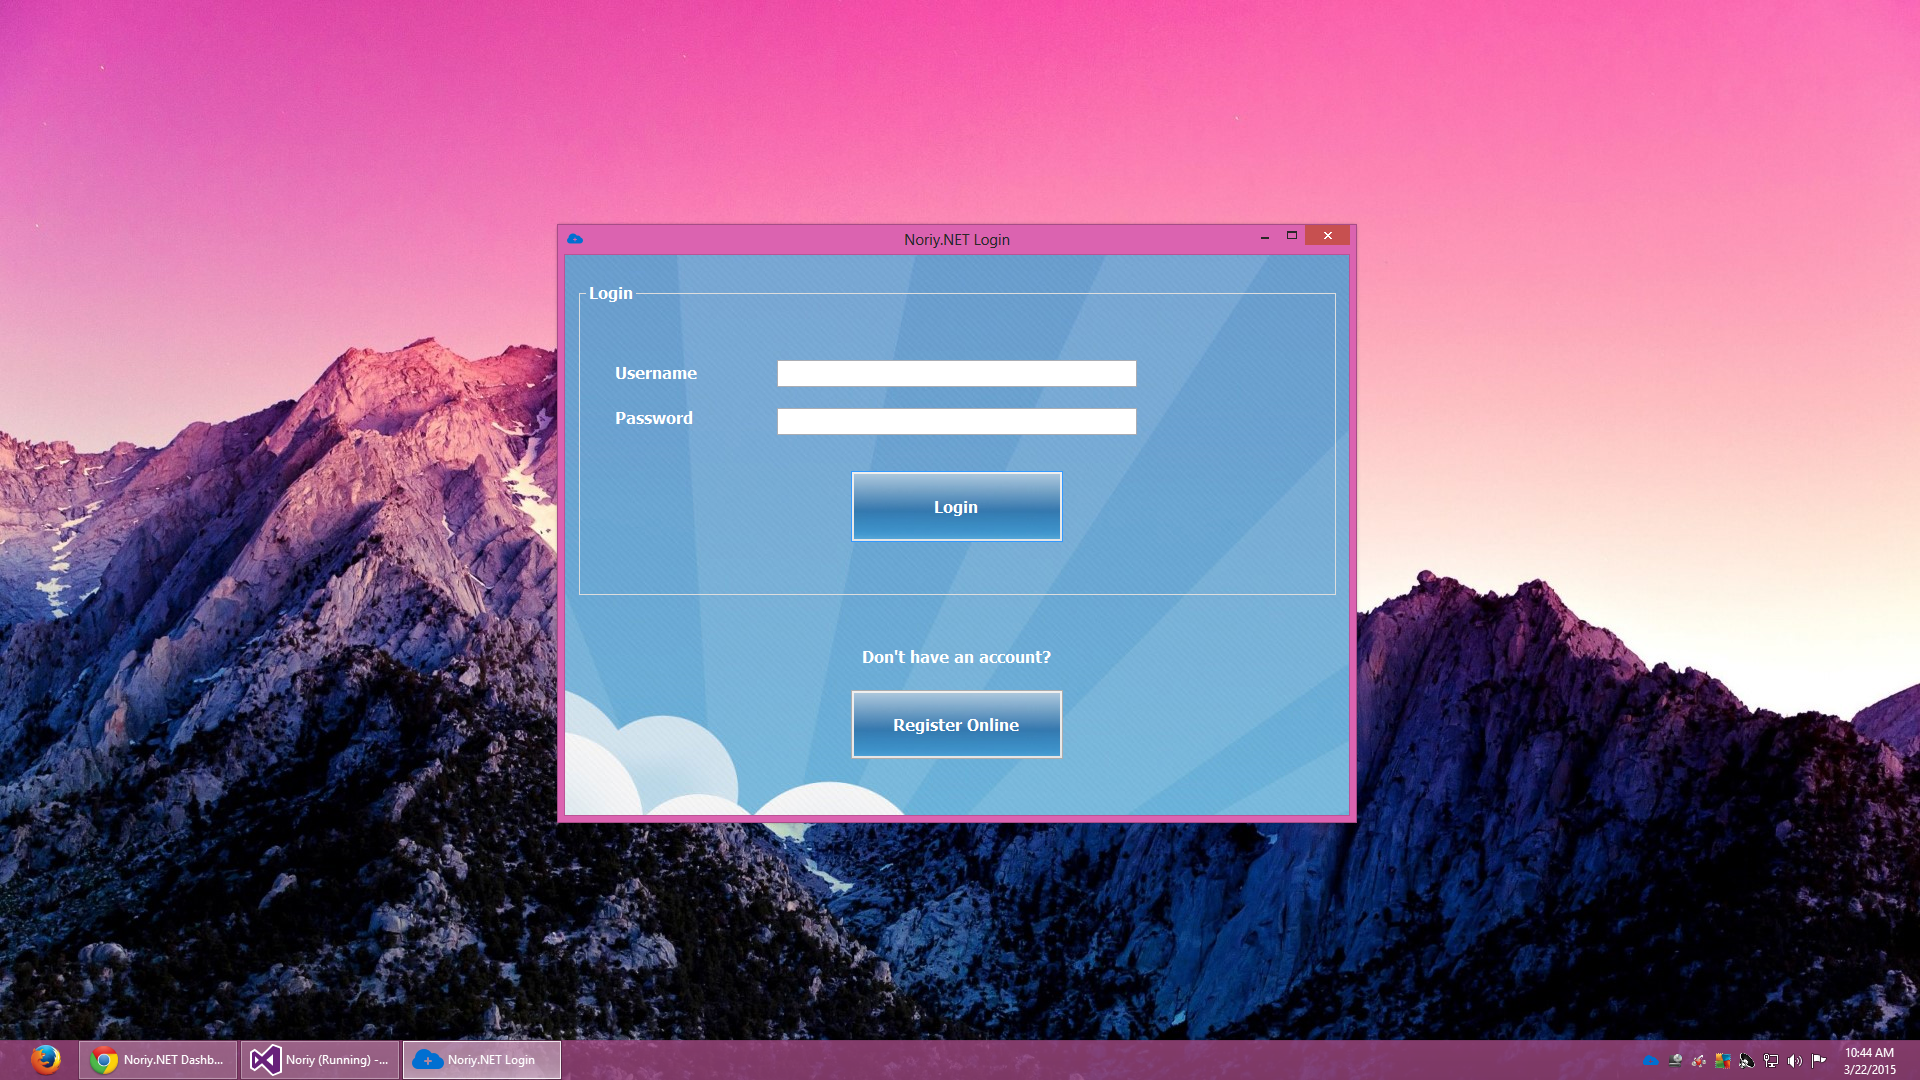 Noriy.NET Login
Login
Username
Password
Login
Don't have an account?
Register Online
Noriy.NET Dashb...
Noriy (Running) -...
Noriy.NET Login
10:44 AM
3/22/2015